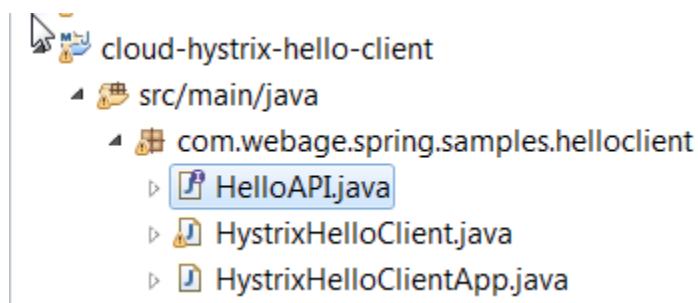 cloud-hystrix-hello-client
src/main/java
com.webage.spring.samples.helloclient
HelloAPI.java
HystrixHelloClient.java
HystrixHelloClientApp.java